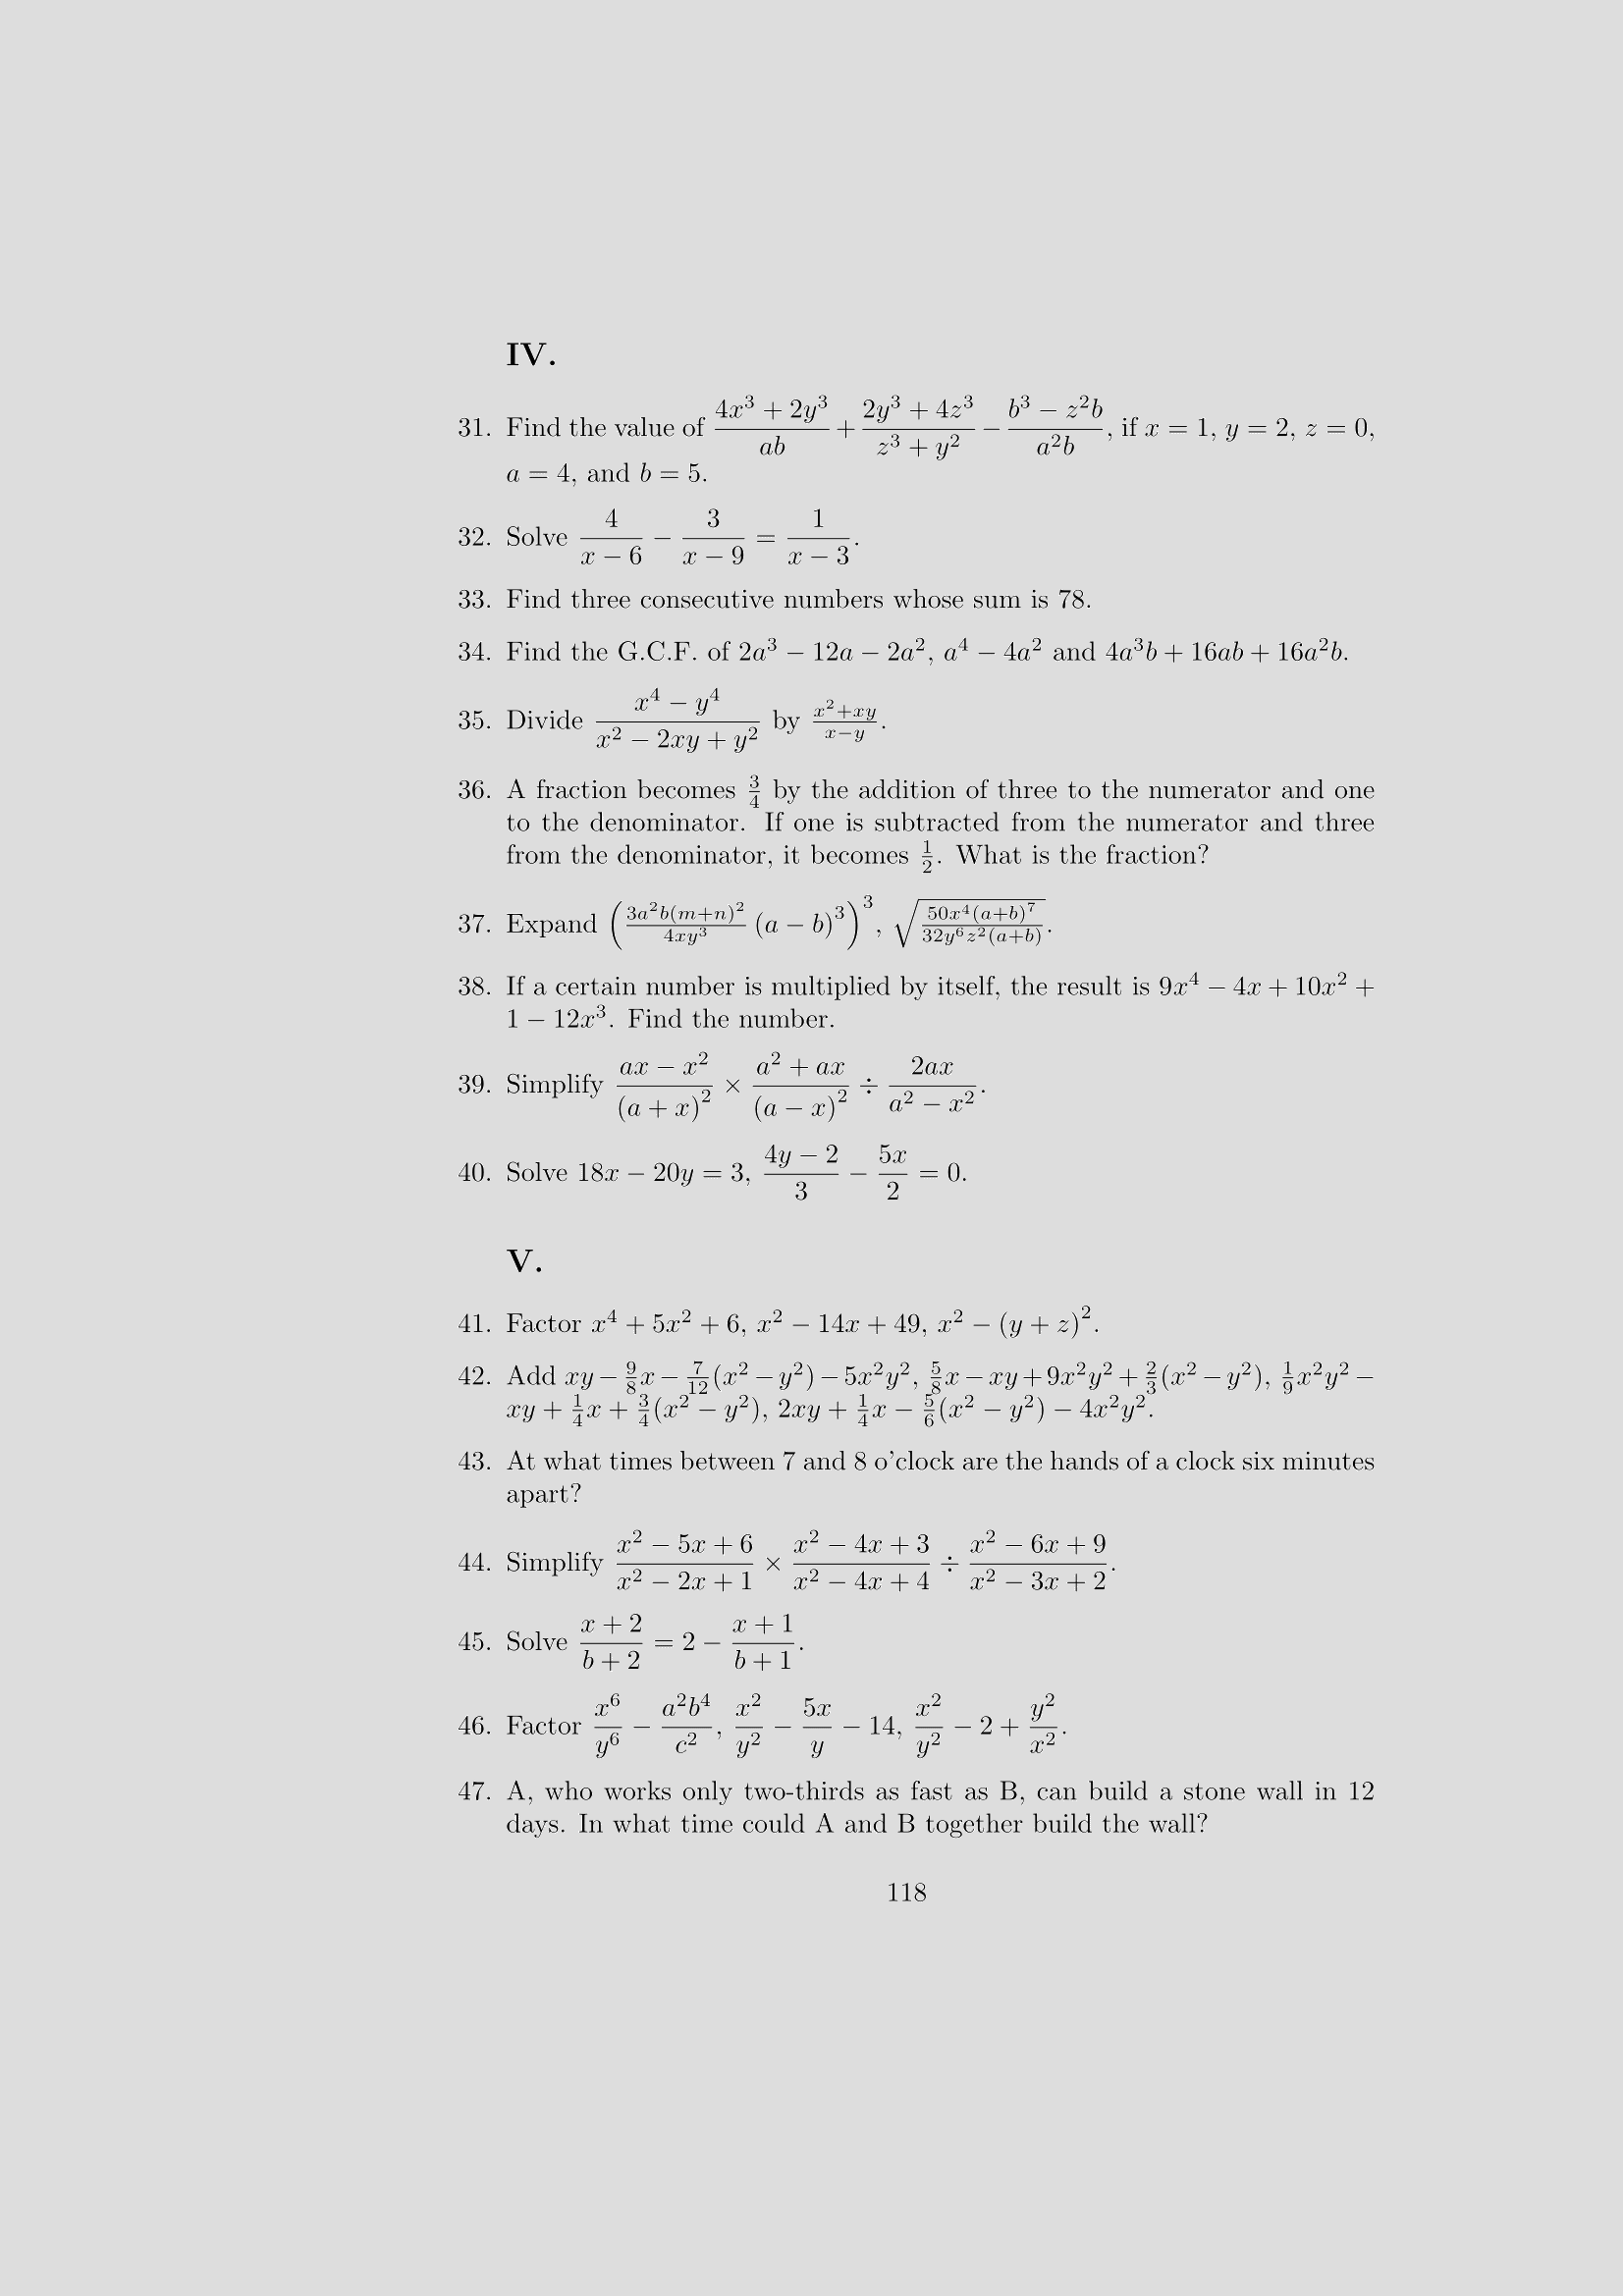 IV.
31. Find the value of \frac{4x^3 + 2y^3}{ab} + \frac{2y^3 + 4z^3}{z^3 + y^2} - \frac{b^3 - z^2b}{a^2b}, if x = 1, y = 2, z = 0,
a = 4, and b = 5.
32. Solve \frac{4}{x - 6} - \frac{3}{x - 9} = \frac{1}{x - 3}.
33. Find three consecutive numbers whose sum is 78.
34. Find the G.C.F. of 2a^3 - 12a - 2a^2, a^4 - 4a^2 and 4a^3b + 16ab + 16a^2b.
35. Divide \frac{x^4 - y^4}{x^2 - 2xy + y^2} by \frac{x^2+xy}{x-y}.
36. A fraction becomes \frac{3}{4} by the addition of three to the numerator and one
to the denominator. If one is subtracted from the numerator and three
from the denominator, it becomes \frac{1}{2}. What is the fraction?
37. Expand \left(\frac{3a^2b(m+n)^2}{4xy^3} (a - b)^3\right)^3, \sqrt{\frac{50x^4(a+b)^7}{32y^6z^2(a+b)}}.
38. If a certain number is multiplied by itself, the result is 9x^4 - 4x + 10x^2 +
1 - 12x^3. Find the number.
39. Simplify \frac{ax - x^2}{(a + x)^2} × \frac{a^2 + ax}{(a - x)^2} ÷ \frac{2ax}{a^2 - x^2}.
40. Solve 18x - 20y = 3, \frac{4y - 2}{3} - \frac{5x}{2} = 0.
V.
41. Factor x^4 + 5x^2 + 6, x^2 - 14x + 49, x^2 - (y + z)^2.
42. Add xy - \frac{9}{8}x - \frac{7}{12}(x^2 - y^2) - 5x^2y^2, \frac{5}{8}x - xy + 9x^2y^2 + \frac{2}{3}(x^2 - y^2), \frac{1}{9}x^2y^2 -
xy + \frac{1}{4}x + \frac{3}{4}(x^2 - y^2), 2xy + \frac{1}{4}x - \frac{5}{6}(x^2 - y^2) - 4x^2y^2.
43. At what times between 7 and 8 o'clock are the hands of a clock six minutes
apart?
44. Simplify \frac{x^2 - 5x + 6}{x^2 - 2x + 1} × \frac{x^2 - 4x + 3}{x^2 - 4x + 4} ÷ \frac{x^2 - 6x + 9}{x^2 - 3x + 2}.
45. Solve \frac{x + 2}{b + 2} = 2 - \frac{x + 1}{b + 1}.
46. Factor \frac{x^6}{y^6} - \frac{a^2b^4}{c^2}, \frac{x^2}{y^2} - \frac{5x}{y} - 14, \frac{x^2}{y^2} - 2 + \frac{y^2}{x^2}.
47. A, who works only two-thirds as fast as B, can build a stone wall in 12
days. In what time could A and B together build the wall?
118